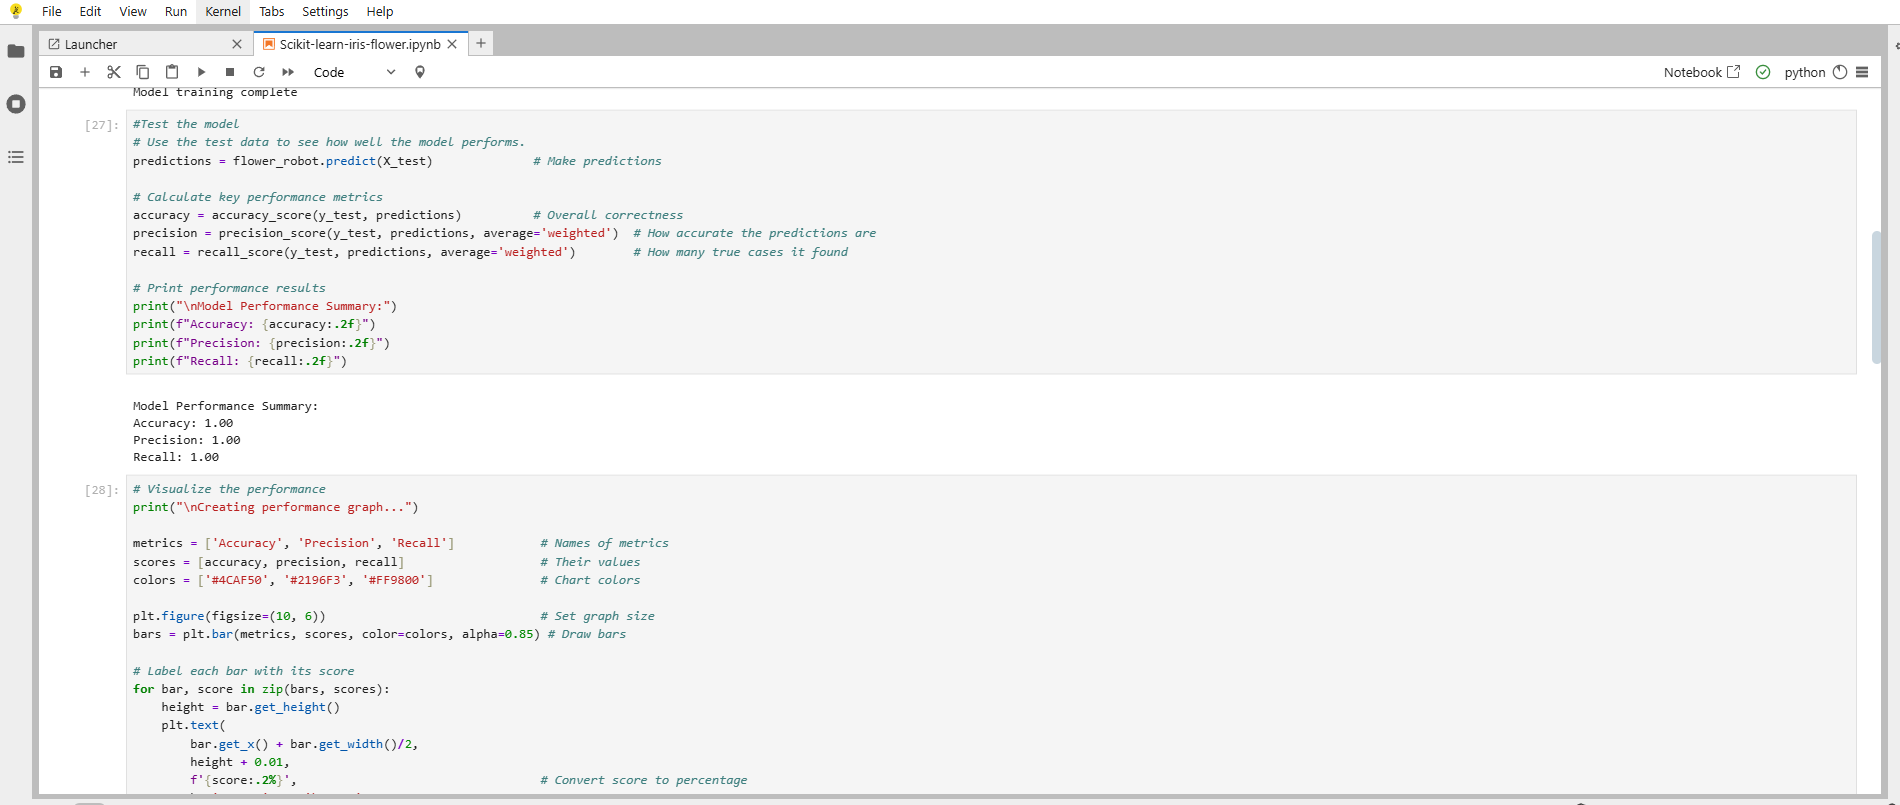 File Edit View Run Kernel Tabs Settings Help
Launcher Scikit-learn-iris-flower.ipynb
Code Notebook python
Model training complete
[27]: #Test the model
# Use the test data to see how well the model performs.
predictions = flower_robot.predict(X_test) # Make predictions
# Calculate key performance metrics
accuracy = accuracy_score(y_test, predictions) # Overall correctness
precision = precision_score(y_test, predictions, average='weighted') # How accurate the predictions are
recall = recall_score(y_test, predictions, average='weighted') # How many true cases it found
# Print performance results
print("\nModel Performance Summary:")
print(f"Accuracy: {accuracy:.2f}")
print(f"Precision: {precision:.2f}")
print(f"Recall: {recall:.2f}")
Model Performance Summary:
Accuracy: 1.00
Precision: 1.00
Recall: 1.00
[28]: # Visualize the performance
print("\nCreating performance graph...")
metrics = ['Accuracy', 'Precision', 'Recall'] # Names of metrics
scores = [accuracy, precision, recall] # Their values
colors = ['#4CAF50', '#2196F3', '#FF9800'] # Chart colors
plt.figure(figsize=(10, 6)) # Set graph size
bars = plt.bar(metrics, scores, color=colors, alpha=0.85) # Draw bars
# Label each bar with its score
for bar, score in zip(bars, scores):
height = bar.get_height()
plt.text(
bar.get_x() + bar.get_width()/2,
height + 0.01,
f'{score:.2%}', # Convert score to percentage